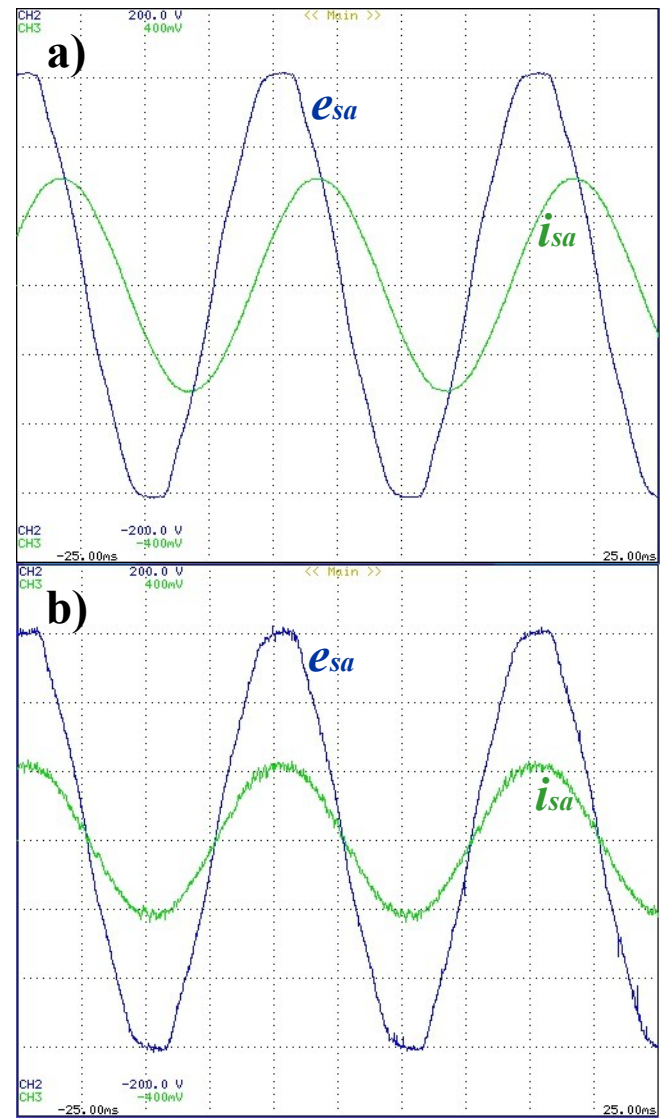 CH2 200.0 V << Main >>
CH3 400mV
a)
esa
isa
CH2 -200.0 V
CH3 -400mV
-25.00ms 25.00ms
CH2 200.0 V << Main >>
CH3 400mV
b)
esa
isa
CH2 -200.0 V
CH3 -400mV
-25.00ms 25.00ms